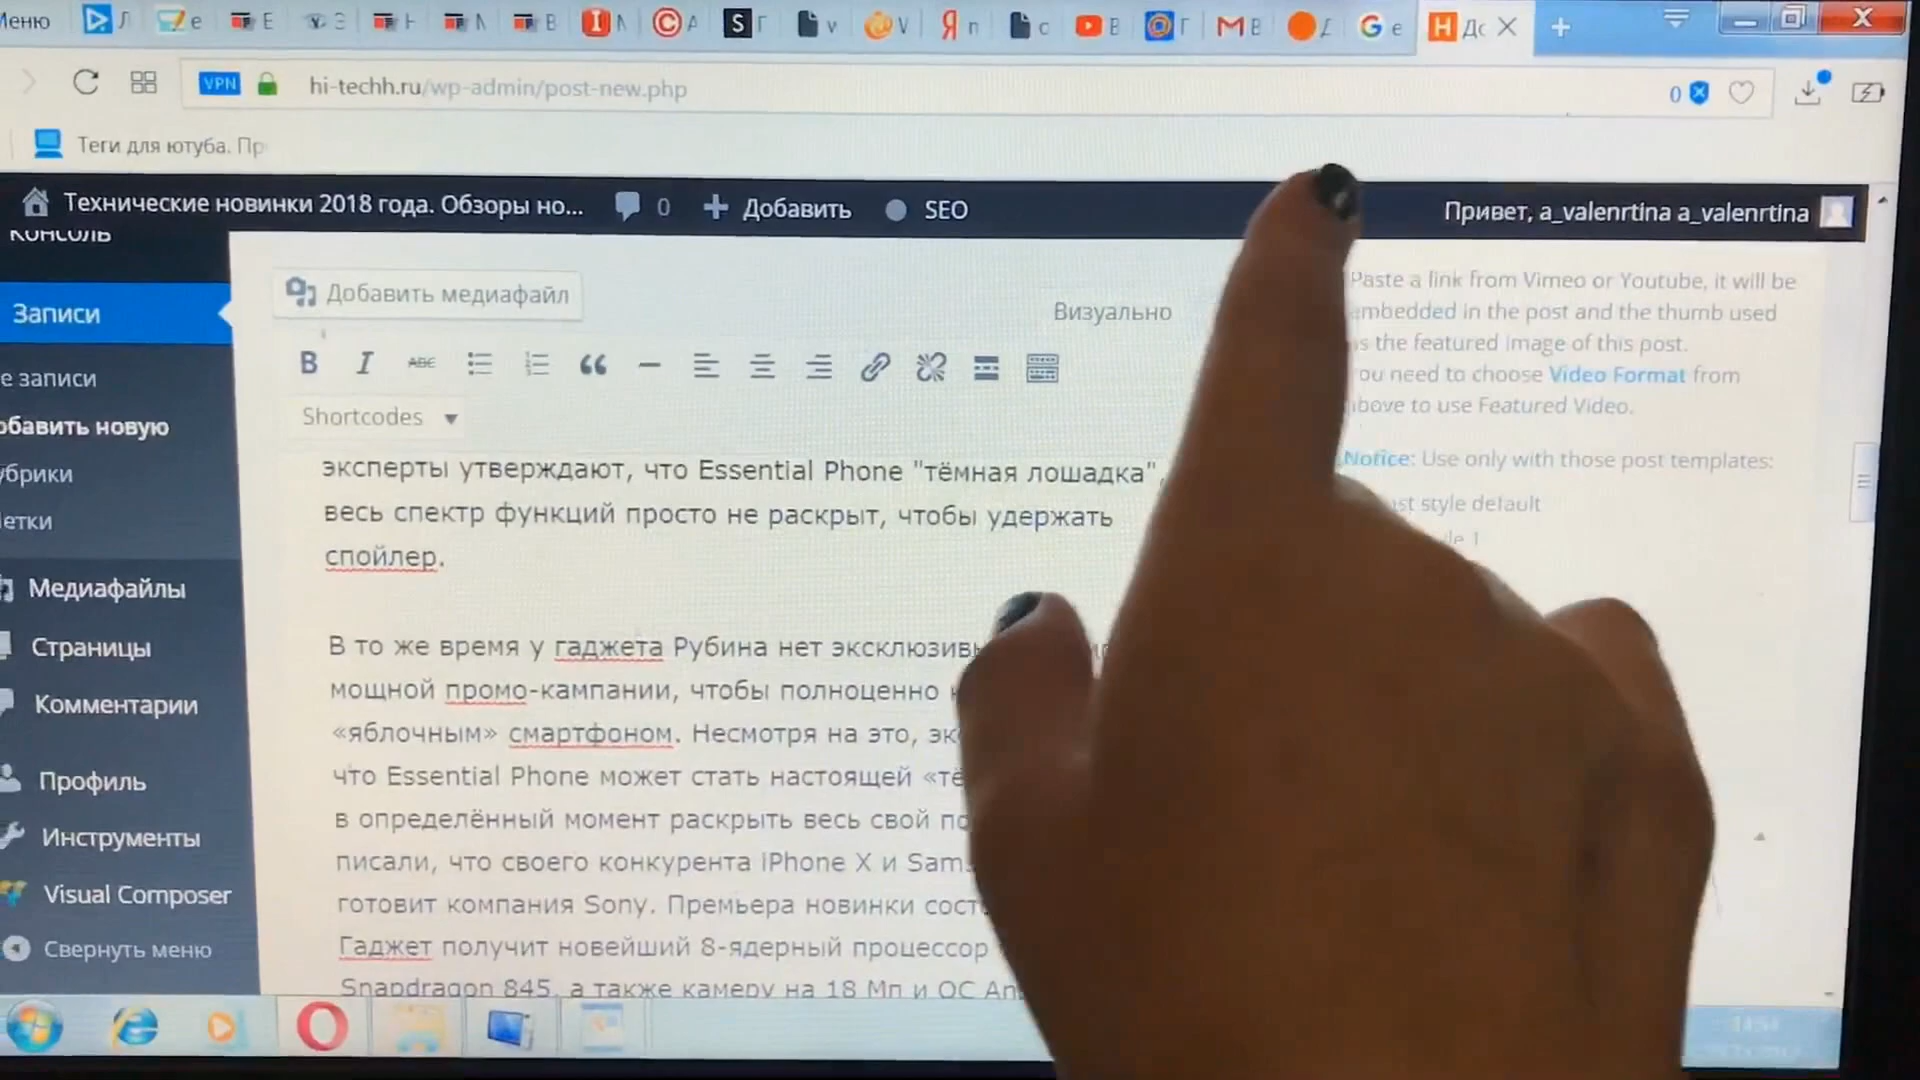 VPN
hi-techh.ru/wp-admin/post-new.php
0
Теги для ютуба. Пр
Технические новинки 2018 года. Обзоры но...
0
Добавить
SEO
Привет, a_valenrtina a_valenrtina
Записи
обавить новую
Медиафайлы
Страницы
Комментарии
Профиль
Инструменты
Visual Composer
Свернуть меню
Добавить медиафайл
Визуально
B I ABC
Shortcodes
эксперты утверждают, что Essential Phone "тёмная лошадка",
весь спектр функций просто не раскрыт, чтобы удержать
спойлер.
В то же время у гаджета Рубина нет эксклюзивн
мощной промо-кампании, чтобы полноценно
«яблочным» смартфоном. Несмотря на это, эк
что Essential Phone может стать настоящей «тё
в определённый момент раскрыть весь свой по
писали, что своего конкурента iPhone X и Sam
готовит компания Sony. Премьера новинки сост
Гаджет получит новейший 8-ядерный процессор
Snapdragon 845, а также камеру на 18 Мп и ОС An
Paste a link from Vimeo or Youtube, it will be
embedded in the post and the thumb used
s the featured image of this post.
ou need to choose Video Format from
bove to use Featured Video.
Notice: Use only with those post templates:
st style default